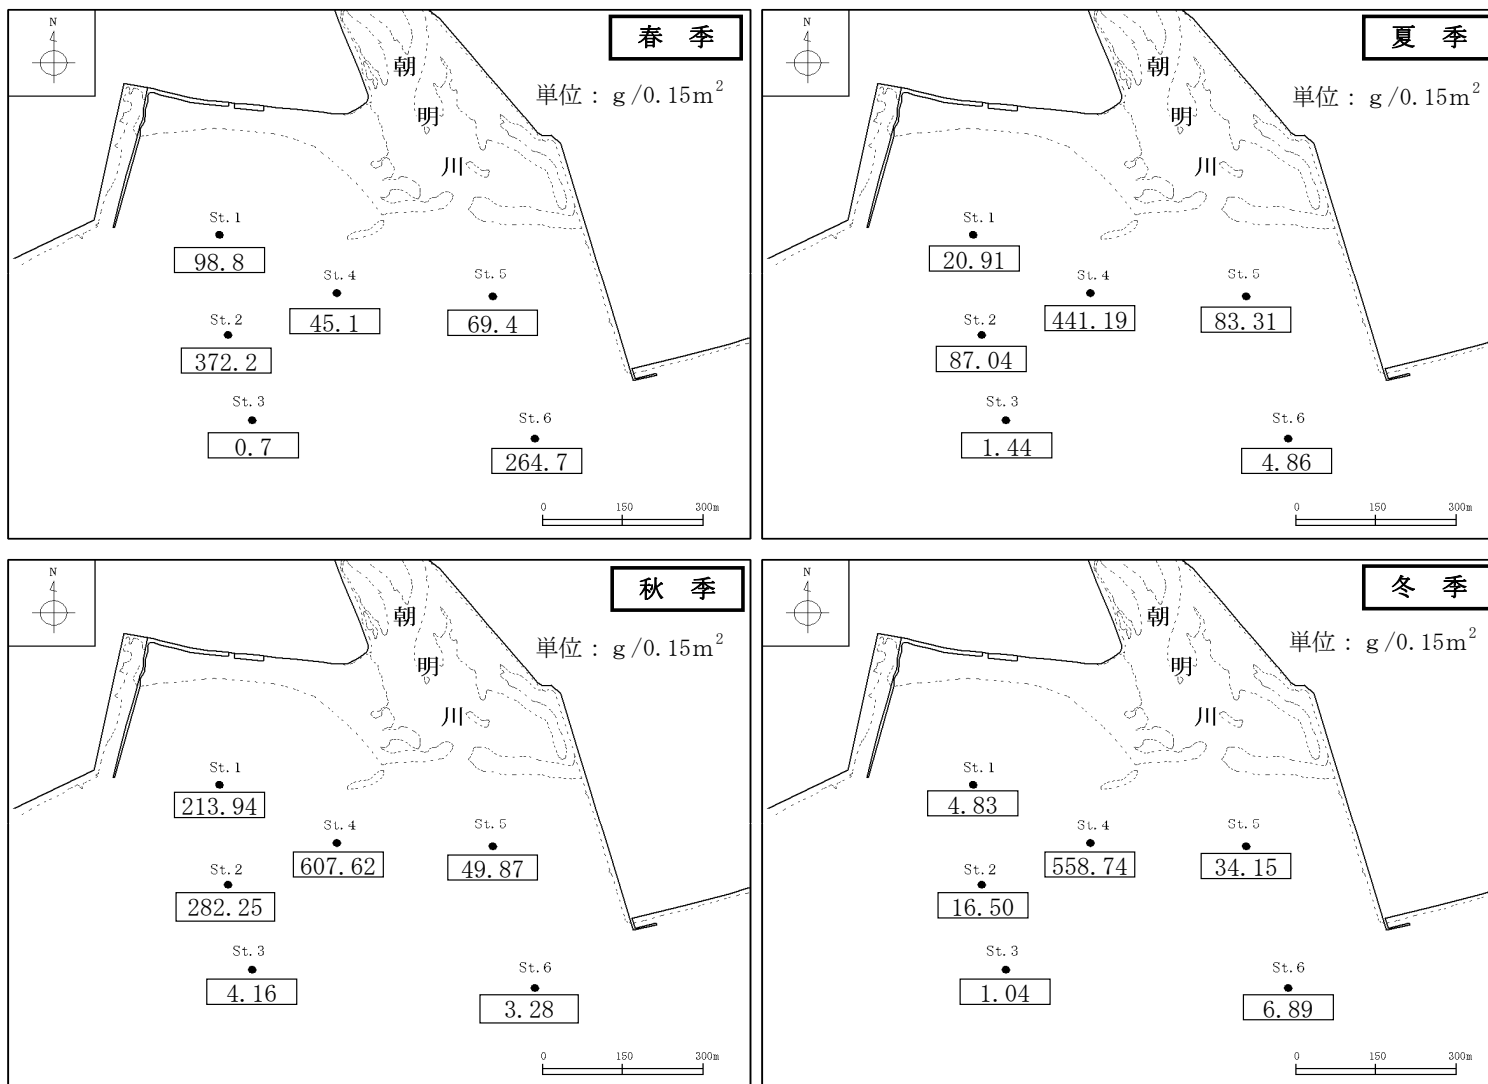 N
春 季
単位：g/0.15m²
朝
明
川
St.1
98.8
St.4
45.1
St.5
69.4
St.2
372.2
St.3
0.7
St.6
264.7
0 150 300m
N
夏 季
単位：g/0.15m²
朝
明
川
St.1
20.91
St.4
441.19
St.5
83.31
St.2
87.04
St.3
1.44
St.6
4.86
0 150 300m
N
秋 季
単位：g/0.15m²
朝
明
川
St.1
213.94
St.4
607.62
St.5
49.87
St.2
282.25
St.3
4.16
St.6
3.28
0 150 300m
N
冬 季
単位：g/0.15m²
朝
明
川
St.1
4.83
St.4
558.74
St.5
34.15
St.2
16.50
St.3
1.04
St.6
6.89
0 150 300m